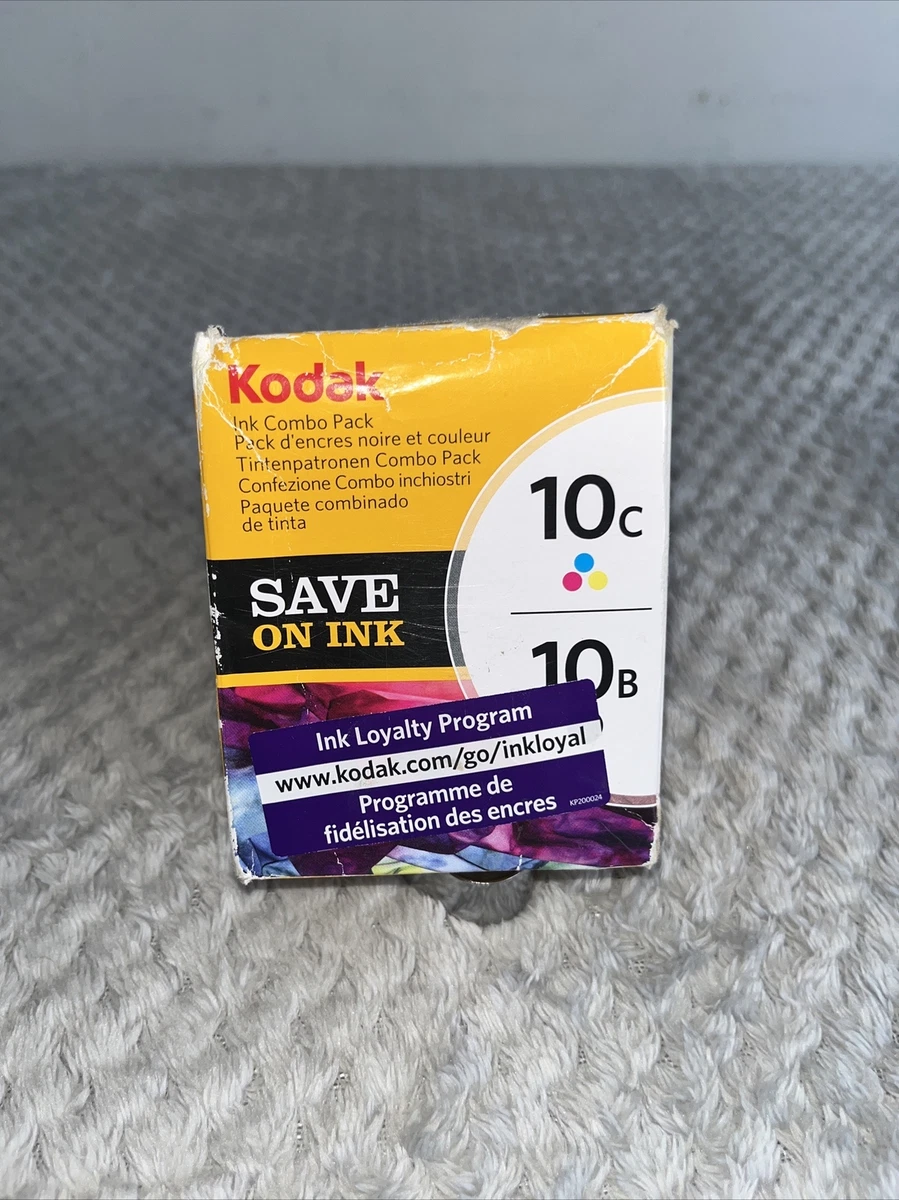 Kodak
Ink Combo Pack
Pack d'encres noire et couleur
Tintenpatronen Combo Pack
Confezione Combo inchiostri
Paquete combinado
de tinta
10C
SAVE
ON INK
10B
Ink Loyalty Program
www.kodak.com/go/inkloyal
Programme de
fidélisation des encres
KP200024